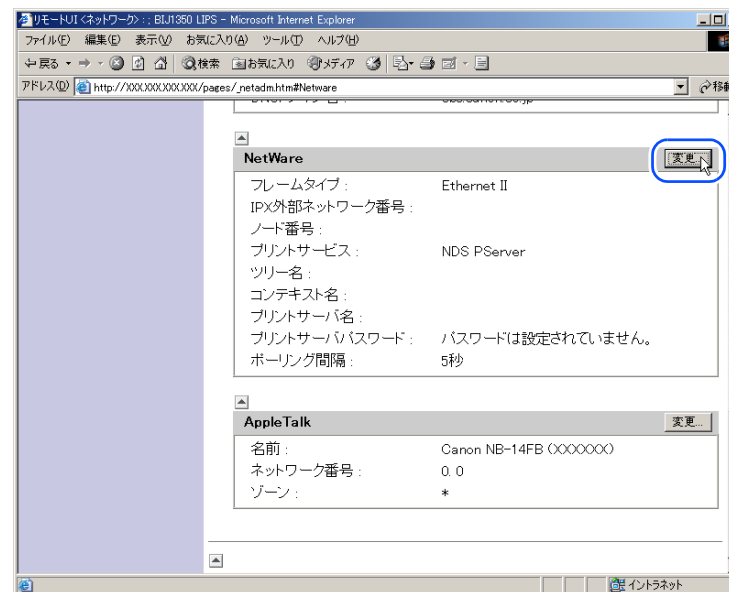 リモートUI <ネットワーク> : ; BIJ1350 LIPS - Microsoft Internet Explorer
ファイル(F) 編集(E) 表示(V) お気に入り(A) ツール(T) ヘルプ(H)
戻る 検索 お気に入り メディア
アドレス(D) http://XXX.XXX.XXX.XXX/pages/_netadm.htm#Netware 移動
NetWare 変更...
フレームタイプ : Ethernet II
IPX外部ネットワーク番号 :
ノード番号 :
プリントサービス : NDS PServer
ツリー名 :
コンテキスト名 :
プリントサーバ名 :
プリントサーバパスワード : パスワードは設定されていません。
ポーリング間隔 : 5秒
AppleTalk 変更...
名前 : Canon NB-14FB (XXXXXX)
ネットワーク番号 : 0. 0
ゾーン : *
イントラネット